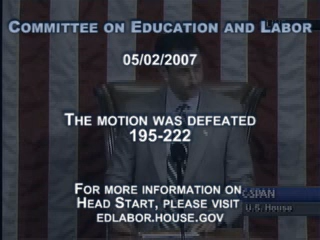 COMMITTEE ON EDUCATION AND LABOR
05/02/2007
THE MOTION WAS DEFEATED
195-222
FOR MORE INFORMATION ON
HEAD START, PLEASE VISIT
EDLABOR.HOUSE.GOV
C-SPAN
U.S. House